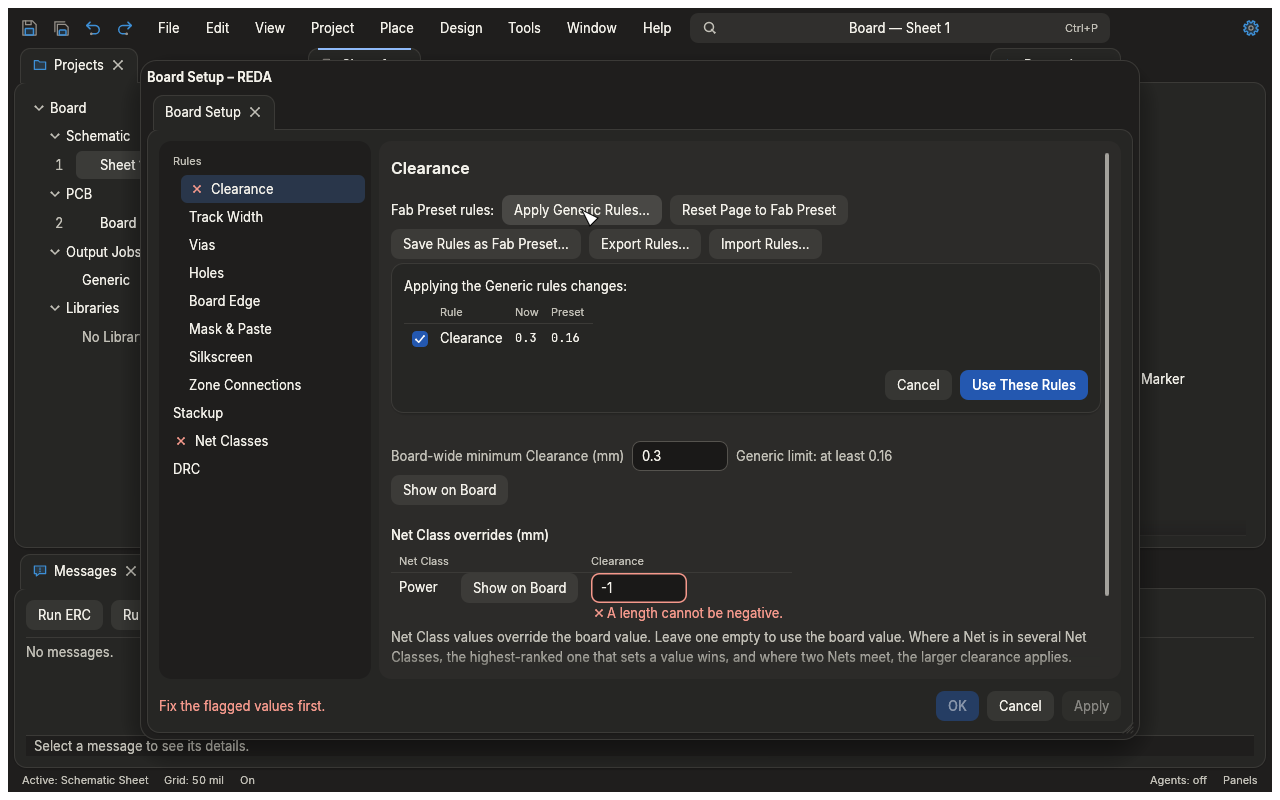 File Edit View Project Place Design Tools Window Help Board — Sheet 1 Ctrl+P
Projects
Board Setup – REDA
Board Setup
Board
Schematic
1 Sheet
PCB
2 Board
Output Jobs
Generic
Libraries
No Librar
Rules
Clearance
Track Width
Vias
Holes
Board Edge
Mask & Paste
Silkscreen
Zone Connections
Stackup
Net Classes
DRC
Clearance
Fab Preset rules: Apply Generic Rules... Reset Page to Fab Preset
Save Rules as Fab Preset... Export Rules... Import Rules...
Applying the Generic rules changes:
Rule Now Preset
Clearance 0.3 0.16
Cancel Use These Rules
Board-wide minimum Clearance (mm) 0.3 Generic limit: at least 0.16
Show on Board
Net Class overrides (mm)
Net Class Clearance
Power Show on Board -1
A length cannot be negative.
Net Class values override the board value. Leave one empty to use the board value. Where a Net is in several Net
Classes, the highest-ranked one that sets a value wins, and where two Nets meet, the larger clearance applies.
Fix the flagged values first.
OK Cancel Apply
Marker
Messages
Run ERC Ru
No messages.
Select a message to see its details.
Active: Schematic Sheet Grid: 50 mil On Agents: off Panels